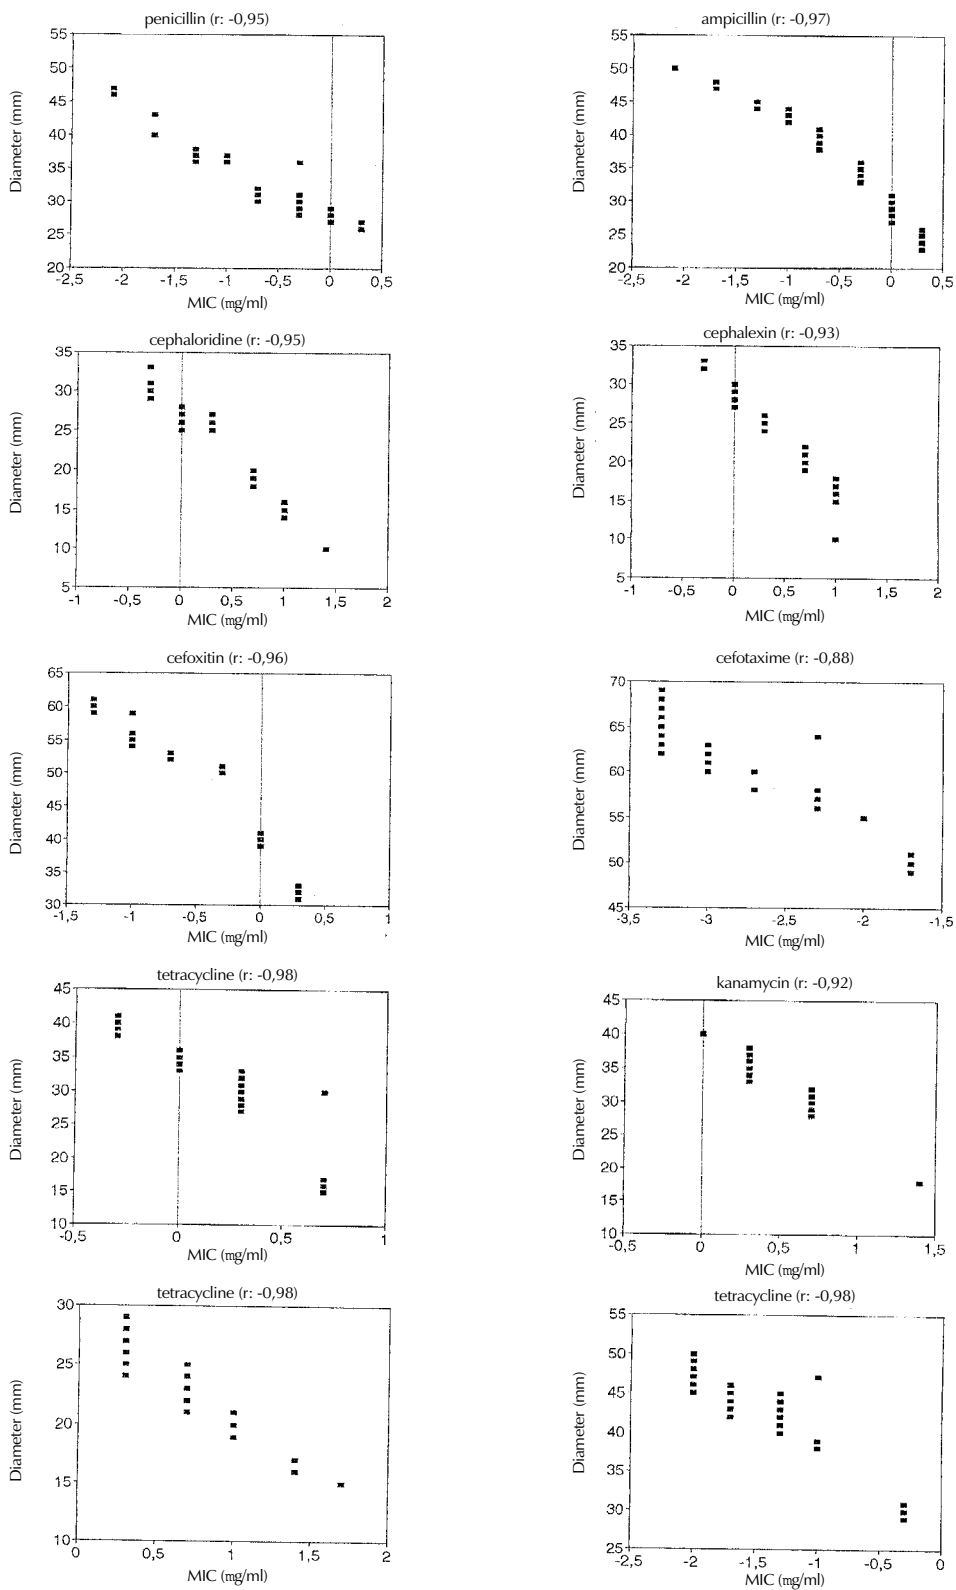 penicillin (r: -0,95)
Diameter (mm)
55
50
45
40
35
30
25
20
-2,5 -2 -1,5 -1 -0,5 0 0,5
MIC (mg/ml)
ampicillin (r: -0,97)
Diameter (mm)
55
50
45
40
35
30
25
20
-2,5 -2 -1,5 -1 -0,5 0 0,5
MIC (mg/ml)
cephaloridine (r: -0,95)
Diameter (mm)
35
30
25
20
15
10
5
-1 -0,5 0 0,5 1 1,5 2
MIC (mg/ml)
cephalexin (r: -0,93)
Diameter (mm)
35
30
25
20
15
10
5
-1 -0,5 0 0,5 1 1,5 2
MIC (mg/ml)
cefoxitin (r: -0,96)
Diameter (mm)
65
60
55
50
45
40
35
30
-1,5 -1 -0,5 0 0,5 1
MIC (mg/ml)
cefotaxime (r: -0,88)
Diameter (mm)
70
65
60
55
50
45
-3,5 -3 -2,5 -2 -1,5
MIC (mg/ml)
tetracycline (r: -0,98)
Diameter (mm)
45
40
35
30
25
20
15
10
-0,5 0 0,5 1
MIC (mg/ml)
kanamycin (r: -0,92)
Diameter (mm)
45
40
35
30
25
20
15
10
-0,5 0 0,5 1 1,5
MIC (mg/ml)
tetracycline (r: -0,98)
Diameter (mm)
30
25
20
15
10
0 0,5 1 1,5 2
MIC (mg/ml)
tetracycline (r: -0,98)
Diameter (mm)
55
50
45
40
35
30
25
-2,5 -2 -1,5 -1 -0,5 0
MIC (mg/ml)